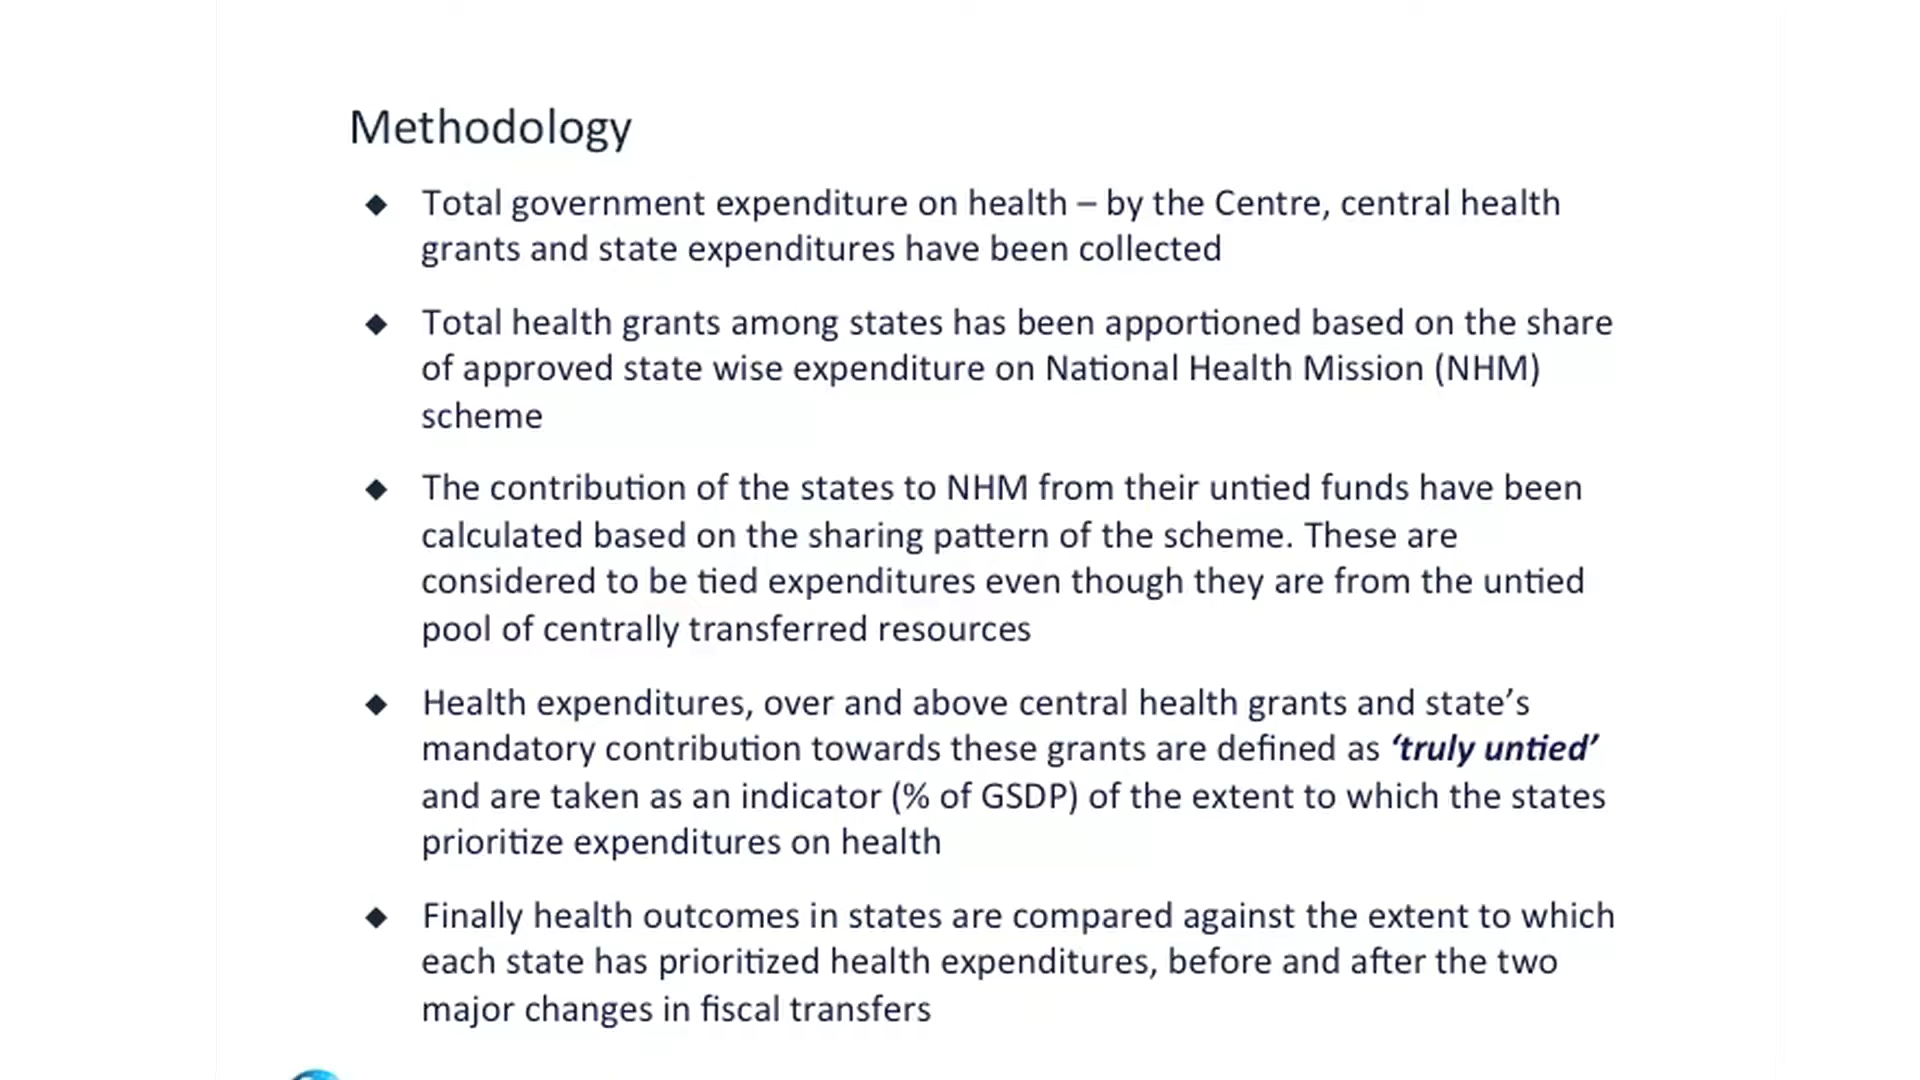 Methodology
◆ Total government expenditure on health – by the Centre, central health
grants and state expenditures have been collected
◆ Total health grants among states has been apportioned based on the share
of approved state wise expenditure on National Health Mission (NHM)
scheme
◆ The contribution of the states to NHM from their untied funds have been
calculated based on the sharing pattern of the scheme. These are
considered to be tied expenditures even though they are from the untied
pool of centrally transferred resources
◆ Health expenditures, over and above central health grants and state’s
mandatory contribution towards these grants are defined as ‘truly untied’
and are taken as an indicator (% of GSDP) of the extent to which the states
prioritize expenditures on health
◆ Finally health outcomes in states are compared against the extent to which
each state has prioritized health expenditures, before and after the two
major changes in fiscal transfers